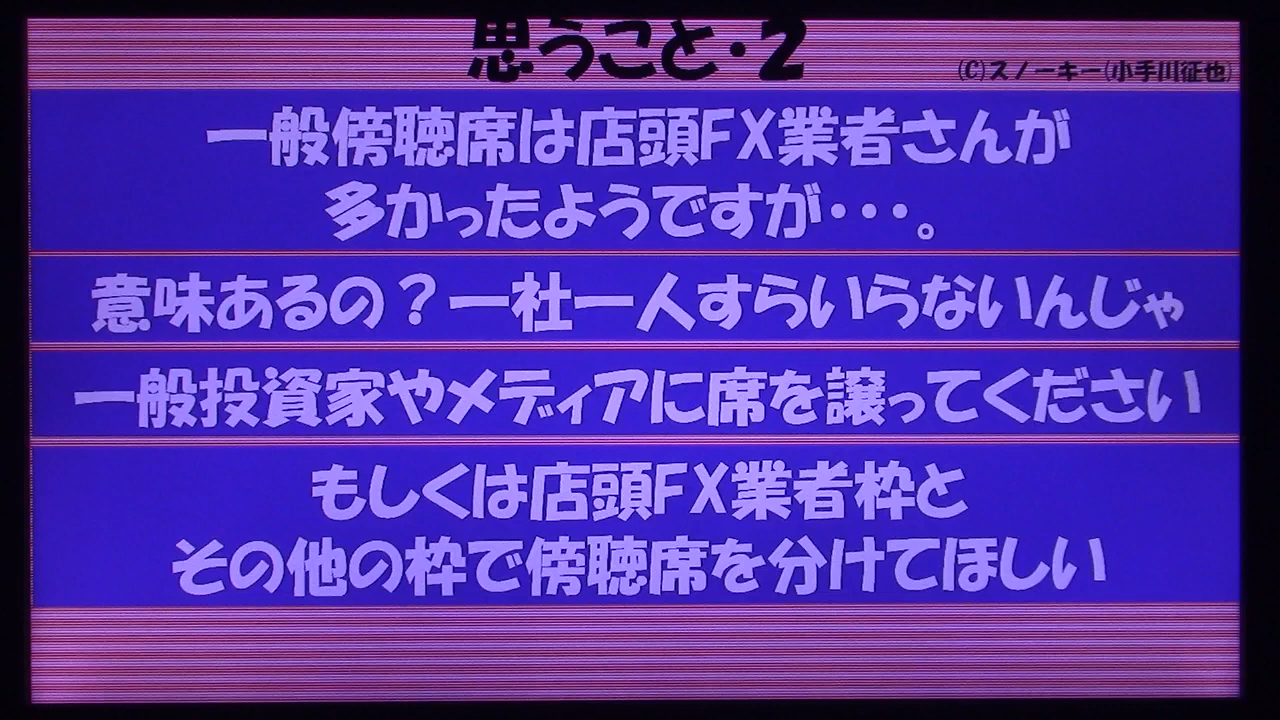 思うこと・2
(C)スノーキー(小手川征也)
一般傍聴席は店頭FX業者さんが
多かったようですが・・・。
意味あるの？一社一人すらいらないんじゃ
一般投資家やメディアに席を譲ってください
もしくは店頭FX業者枠と
その他の枠で傍聴席を分けてほしい